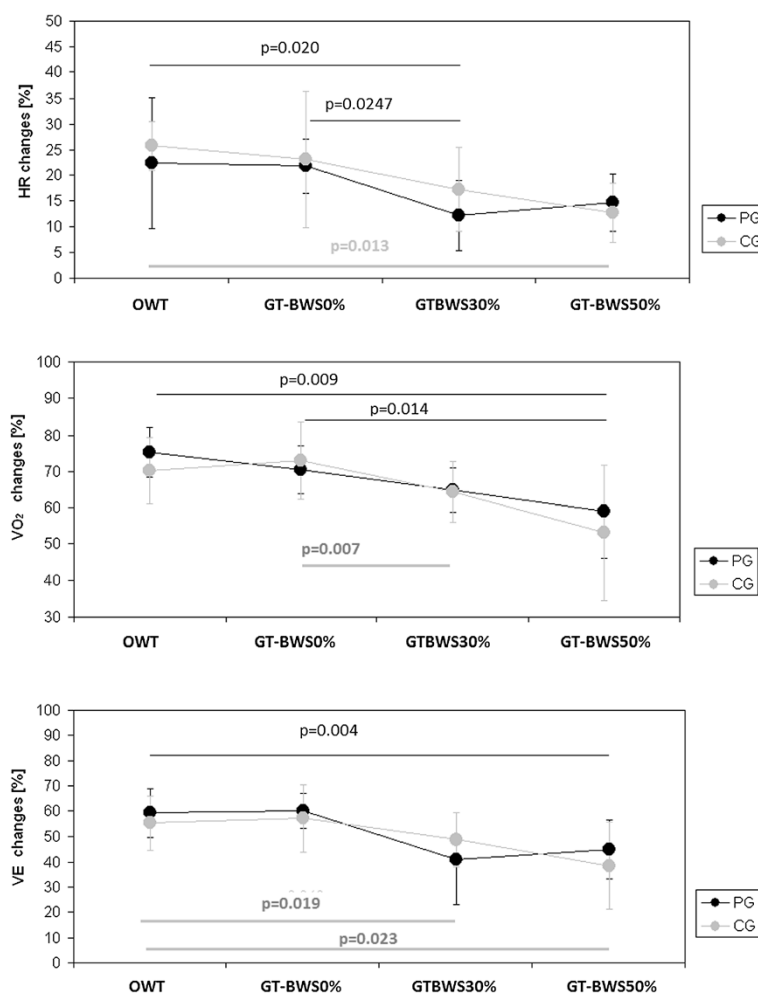 50
45
40
35
30
25
20
15
10
5
0
HR changes [%]
p=0.020
p=0.0247
p=0.013
OWT GT-BWS0% GTBWS30% GT-BWS50%
PG
CG
100
90
80
70
60
50
40
30
VO₂ changes [%]
p=0.009
p=0.014
p=0.007
OWT GT-BWS0% GTBWS30% GT-BWS50%
PG
CG
100
90
80
70
60
50
40
30
20
10
0
VE changes [%]
p=0.004
p=0.019
p=0.023
OWT GT-BWS0% GTBWS30% GT-BWS50%
PG
CG